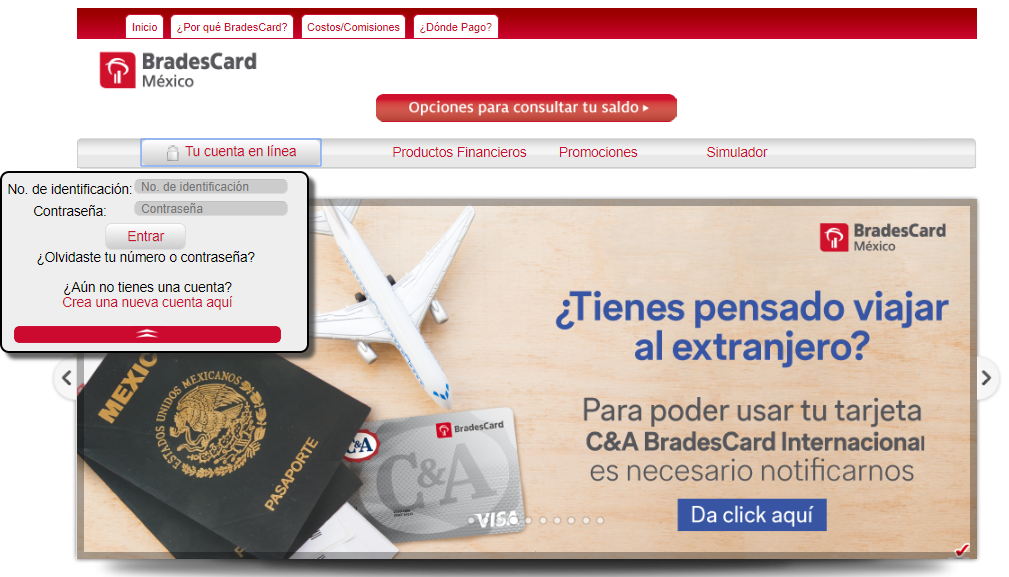 Inicio
¿Por qué BradesCard?
Costos/Comisiones
¿Dónde Pago?
BradesCard
México
Opciones para consultar tu saldo
Tu cuenta en línea
Productos Financieros
Promociones
Simulador
No. de identificación: No. de identificación
Contraseña: Contraseña
Entrar
¿Olvidaste tu número o contraseña?
¿Aún no tienes una cuenta?
Crea una nueva cuenta aquí
BradesCard
México
¿Tienes pensado viajar
al extranjero?
Para poder usar tu tarjeta
C&A BradesCard Internacional
es necesario notificarnos
Da click aquí
MÉXICO
ESTADOS UNIDOS MEXICANOS
PASAPORTE
C&A
BradesCard
C&A
VISA